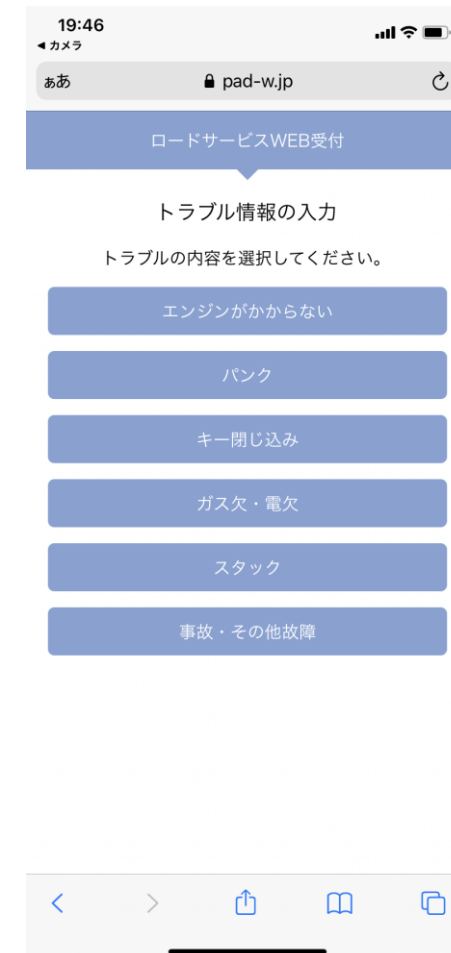 19:46
◀ カメラ
ぁあ pad-w.jp
ロードサービスWEB受付
トラブル情報の入力
トラブルの内容を選択してください。
エンジンがかからない
パンク
キー閉じ込み
ガス欠・電欠
スタック
事故・その他故障